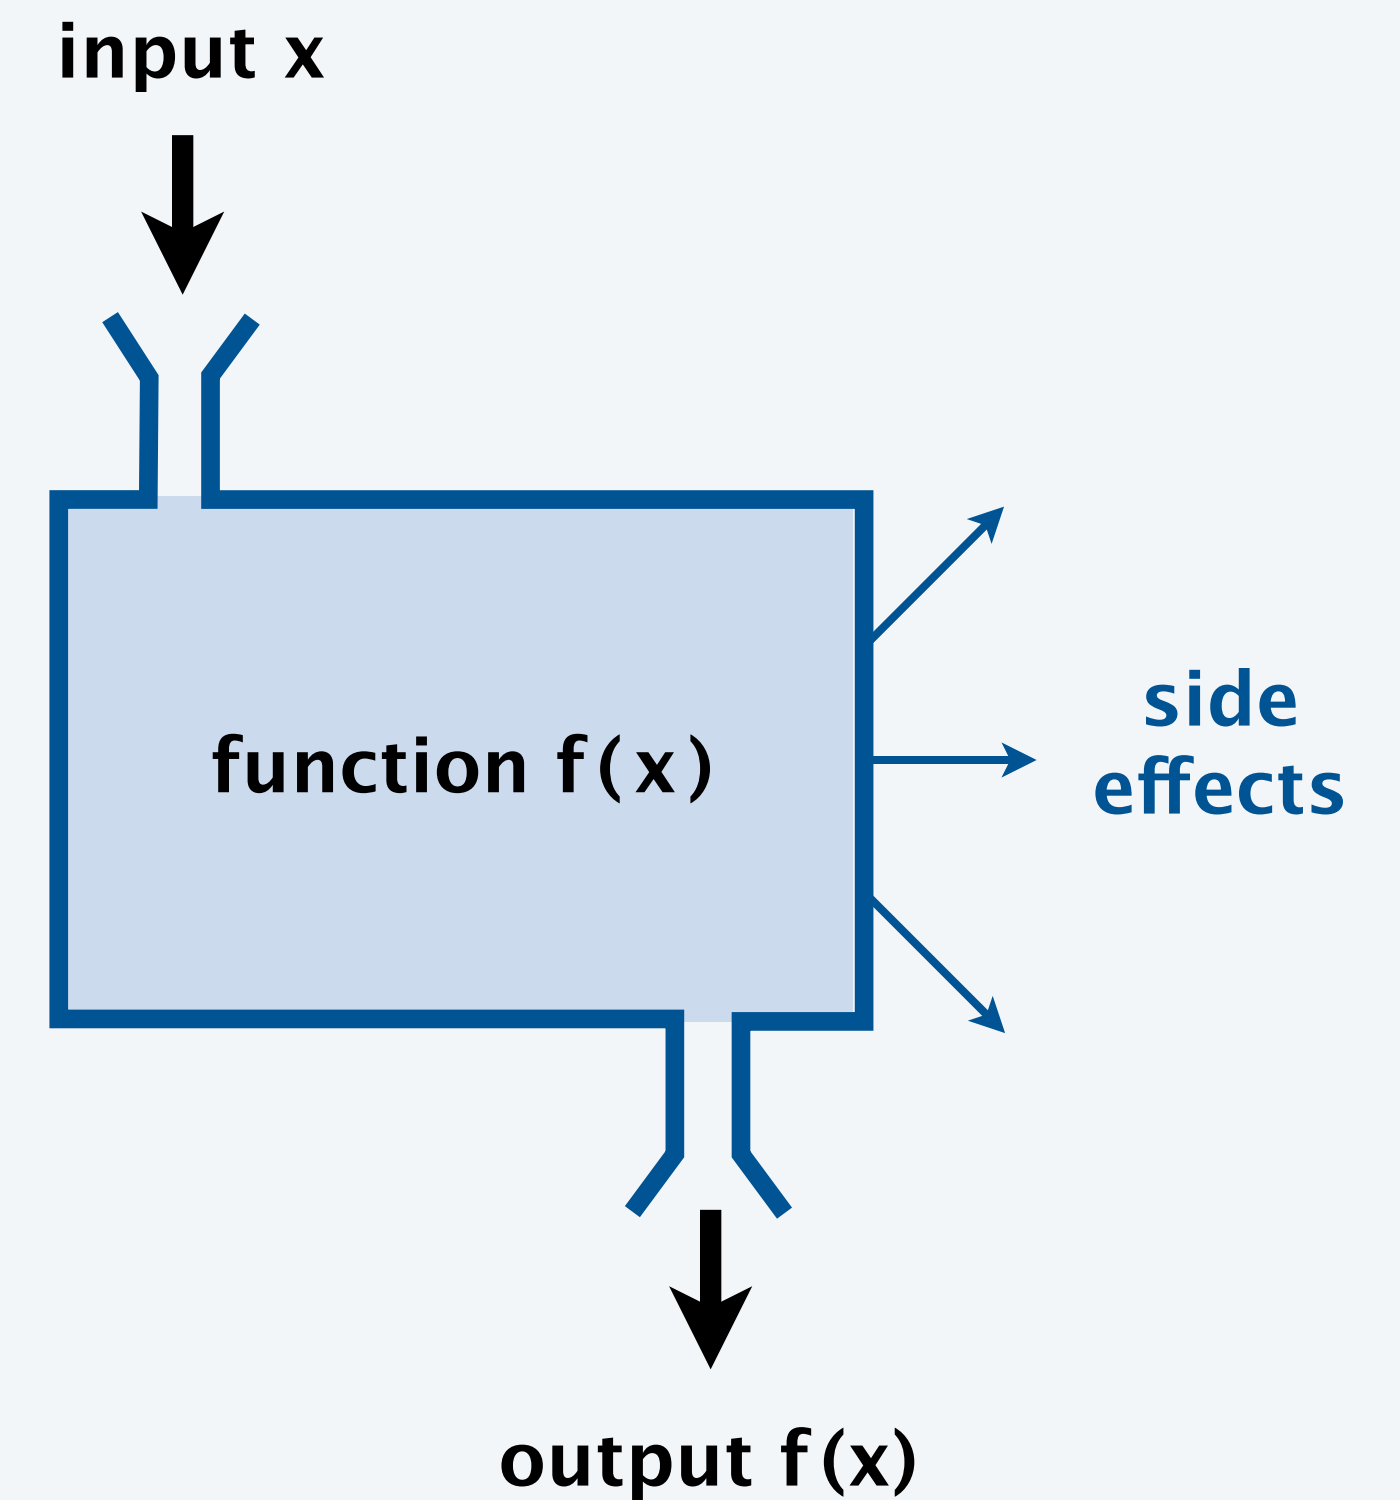 input x
function f(x)
side
effects
output f(x)